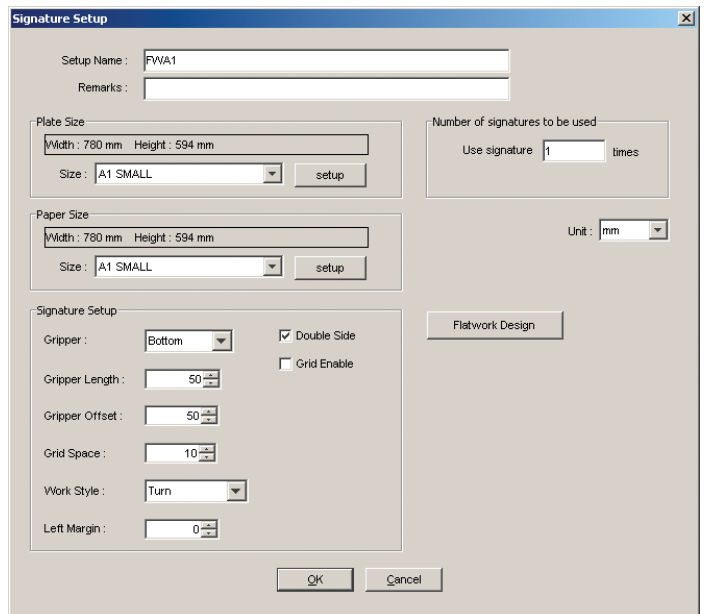 Signature Setup
Setup Name : FWA1
Remarks :
Plate Size
Width : 780 mm Height : 594 mm
Size : A1 SMALL setup
Number of signatures to be used
Use signature 1 times
Paper Size
Width : 780 mm Height : 594 mm
Size : A1 SMALL setup
Unit : mm
Signature Setup
Gripper : Bottom
Double Side
Grid Enable
Gripper Length : 50
Gripper Offset : 50
Grid Space : 10
Work Style : Turn
Left Margin : 0
Flatwork Design
OK Cancel